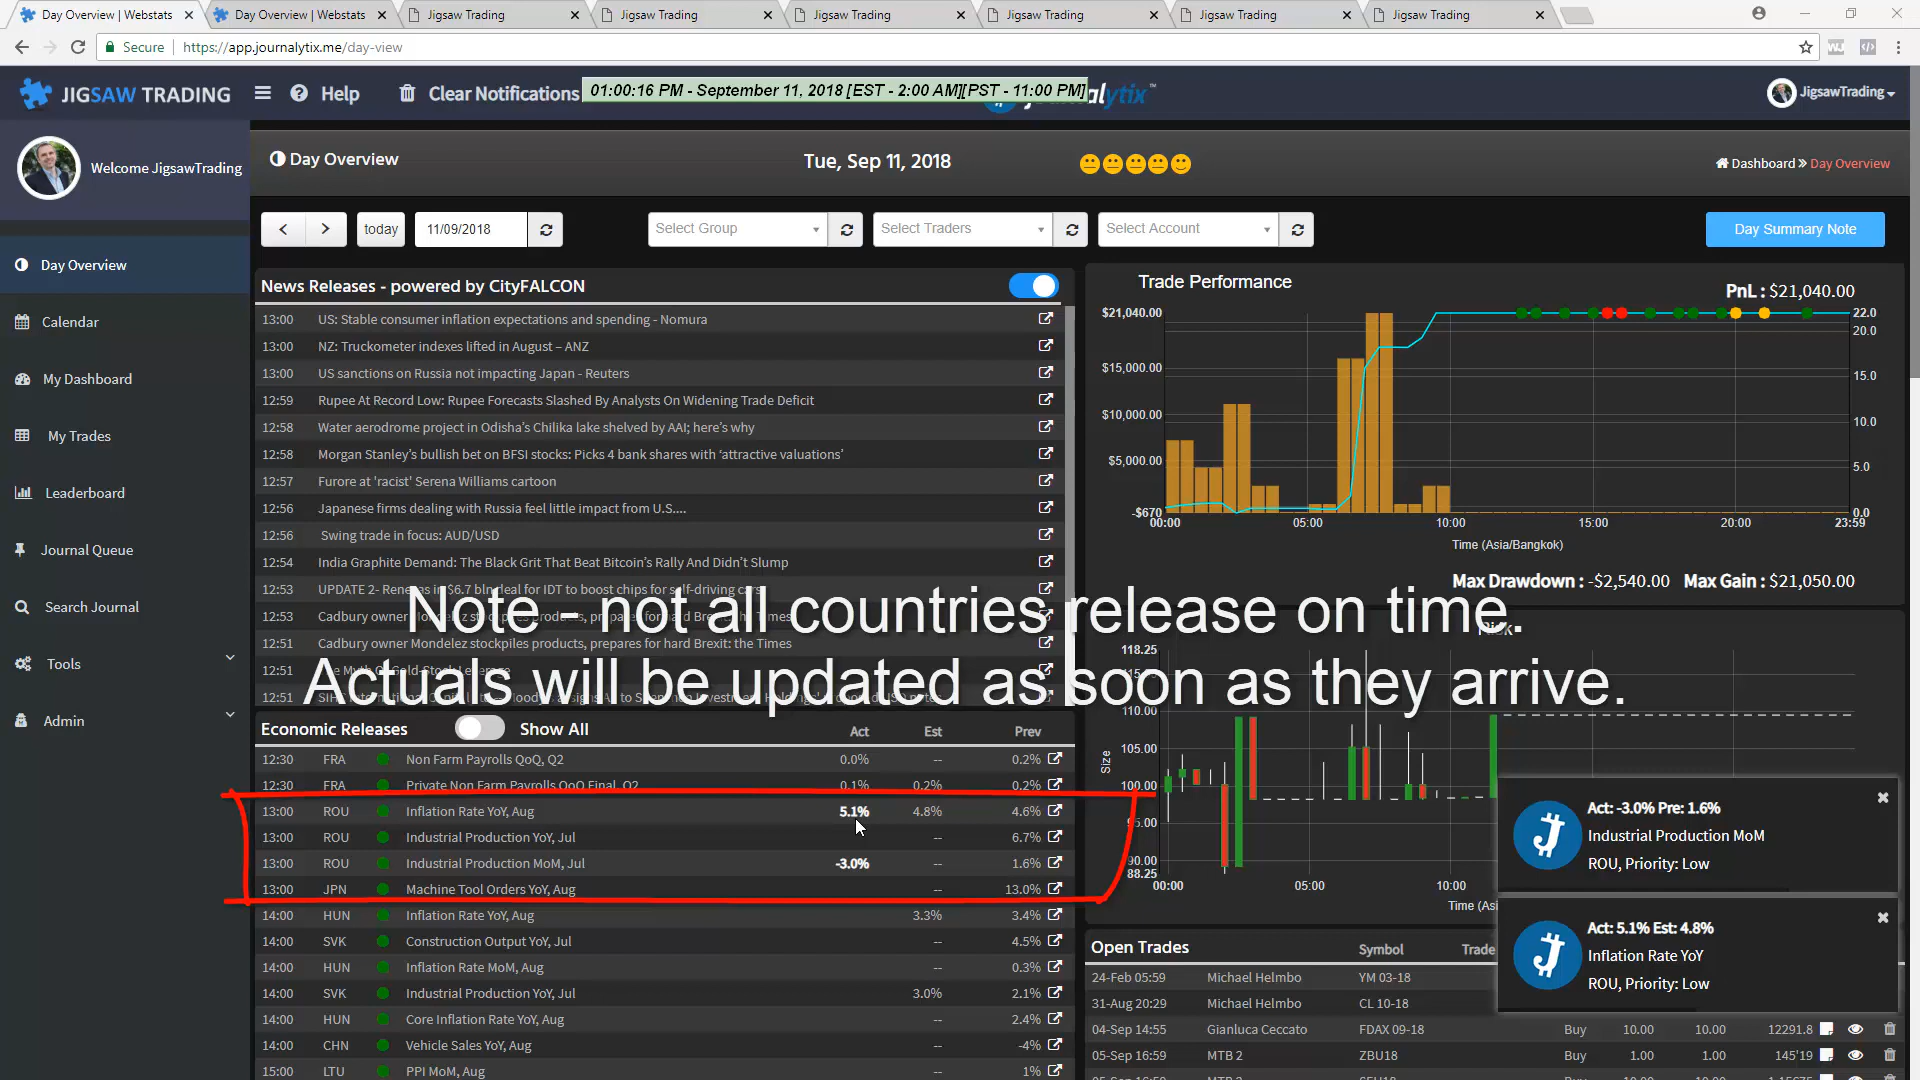 Day Overview | Webstats
Day Overview | Webstats
Jigsaw Trading
Jigsaw Trading
Jigsaw Trading
Jigsaw Trading
Jigsaw Trading
Jigsaw Trading
Secure
https://app.journalytix.me/day-view
JIGSAW TRADING
Help
Clear Notifications
01:00:16 PM - September 11, 2018 [EST - 2:00 AM][PST - 11:00 PM]
JigsawTrading
Welcome JigsawTrading
Day Overview
Tue, Sep 11, 2018
Dashboard » Day Overview
< > today 11/09/2018
Select Group
Select Traders
Select Account
Day Summary Note
Day Overview
Calendar
My Dashboard
My Trades
Leaderboard
Journal Queue
Search Journal
Tools
Admin
News Releases - powered by CityFALCON
13:00 US: Stable consumer inflation expectations and spending - Nomura
13:00 NZ: Truckometer indexes lifted in August – ANZ
13:00 US sanctions on Russia not impacting Japan - Reuters
12:59 Rupee At Record Low: Rupee Forecasts Slashed By Analysts On Widening Trade Deficit
12:58 Water aerodrome project in Odisha's Chilika lake shelved by AAI; here's why
12:58 Morgan Stanley's bullish bet on BFSI stocks: Picks 4 bank shares with 'attractive valuations'
12:57 Furore at 'racist' Serena Williams cartoon
12:56 Japanese firms dealing with Russia feel little impact from U.S....
12:56 Swing trade in focus: AUD/USD
12:54 India Graphite Demand: The Black Grit That Beat Bitcoin's Rally And Didn't Slump
12:53 UPDATE 2- Renesas in $6.7 bln deal for IDT to boost chips for self-driving cars
12:53 Cadbury owner
12:51 Cadbury owner Mondelez stockpiles products, prepares for hard Brexit: the Times
12:51
12:51
Note - not all countries release on time.
Actuals will be updated as soon as they arrive.
Economic Releases Show All Act Est Prev
12:30 FRA Non Farm Payrolls QoQ, Q2 0.0% -- 0.2%
12:30 FRA Private Non Farm Payrolls QoQ Final, Q2 0.1% 0.2% 0.2%
13:00 ROU Inflation Rate YoY, Aug 5.1% 4.8% 4.6%
13:00 ROU Industrial Production YoY, Jul -- 6.7%
13:00 ROU Industrial Production MoM, Jul -3.0% -- 1.6%
13:00 JPN Machine Tool Orders YoY, Aug -- 13.0%
14:00 HUN Inflation Rate YoY, Aug 3.3% 3.4%
14:00 SVK Construction Output YoY, Jul -- 4.5%
14:00 HUN Inflation Rate MoM, Aug -- 0.3%
14:00 SVK Industrial Production YoY, Jul 3.0% 2.1%
14:00 HUN Core Inflation Rate YoY, Aug -- 2.4%
14:00 CHN Vehicle Sales YoY, Aug -- -4%
15:00 LTU PPI MoM, Aug -- 1%
Trade Performance
PnL : $21,040.00
$21,040.00
$15,000.00
$10,000.00
$5,000.00
-$670
22.0
20.0
15.0
10.0
5.0
0.0
00:00 05:00 10:00 15:00 20:00 23:59
Time (Asia/Bangkok)
Max Drawdown : -$2,540.00 Max Gain : $21,050.00
118.25
110.00
105.00
100.00
95.00
90.00
88.25
Size
00:00 05:00 10:00
Time (Asi
Act: -3.0% Pre: 1.6%
Industrial Production MoM
ROU, Priority: Low
Act: 5.1% Est: 4.8%
Inflation Rate YoY
ROU, Priority: Low
Open Trades Symbol Trade
24-Feb 05:59 Michael Helmbo YM 03-18
31-Aug 20:29 Michael Helmbo CL 10-18
04-Sep 14:55 Gianluca Ceccato FDAX 09-18 Buy 10.00 10.00 12291.8
05-Sep 16:59 MTB 2 ZBU18 Buy 1.00 1.00 145'19